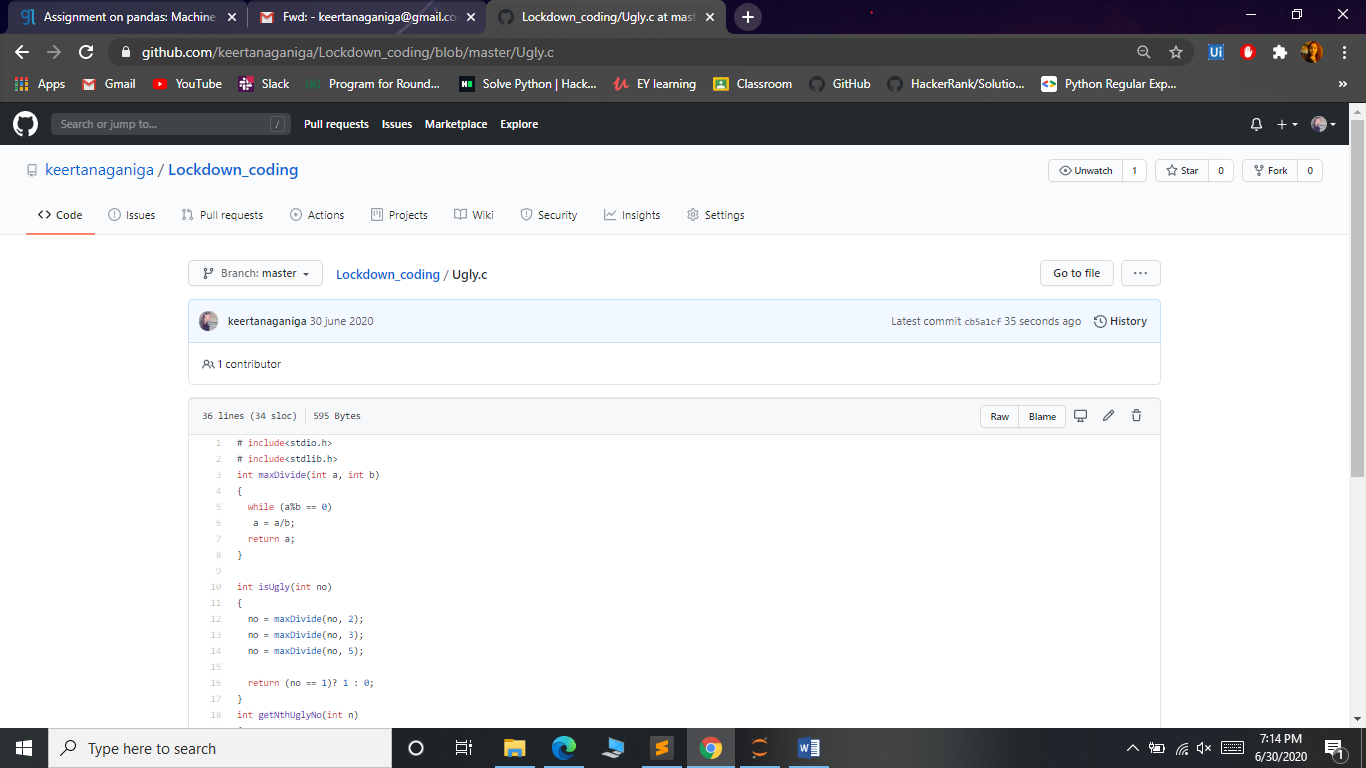 Assignment on pandas: Machine
Fwd: - keertanaganiga@gmail.co
Lockdown_coding/Ugly.c at mast
github.com/keertanaganiga/Lockdown_coding/blob/master/Ugly.c
Apps Gmail YouTube Slack Program for Round... Solve Python | Hack... EY learning Classroom GitHub HackerRank/Solutio... Python Regular Exp... »
Search or jump to... / Pull requests Issues Marketplace Explore
keertanaganiga / Lockdown_coding Unwatch 1 Star 0 Fork 0
Code Issues Pull requests Actions Projects Wiki Security Insights Settings
Branch: master Lockdown_coding / Ugly.c Go to file ...
keertanaganiga 30 june 2020 Latest commit cb5a1cf 35 seconds ago History
1 contributor
36 lines (34 sloc) 595 Bytes Raw Blame
1 # include<stdio.h>
2 # include<stdlib.h>
3 int maxDivide(int a, int b)
4 {
5 while (a%b == 0)
6 a = a/b;
7 return a;
8 }
9
10 int isUgly(int no)
11 {
12 no = maxDivide(no, 2);
13 no = maxDivide(no, 3);
14 no = maxDivide(no, 5);
15
16 return (no == 1)? 1 : 0;
17 }
18 int getNthUglyNo(int n)
Type here to search
7:14 PM
6/30/2020
1